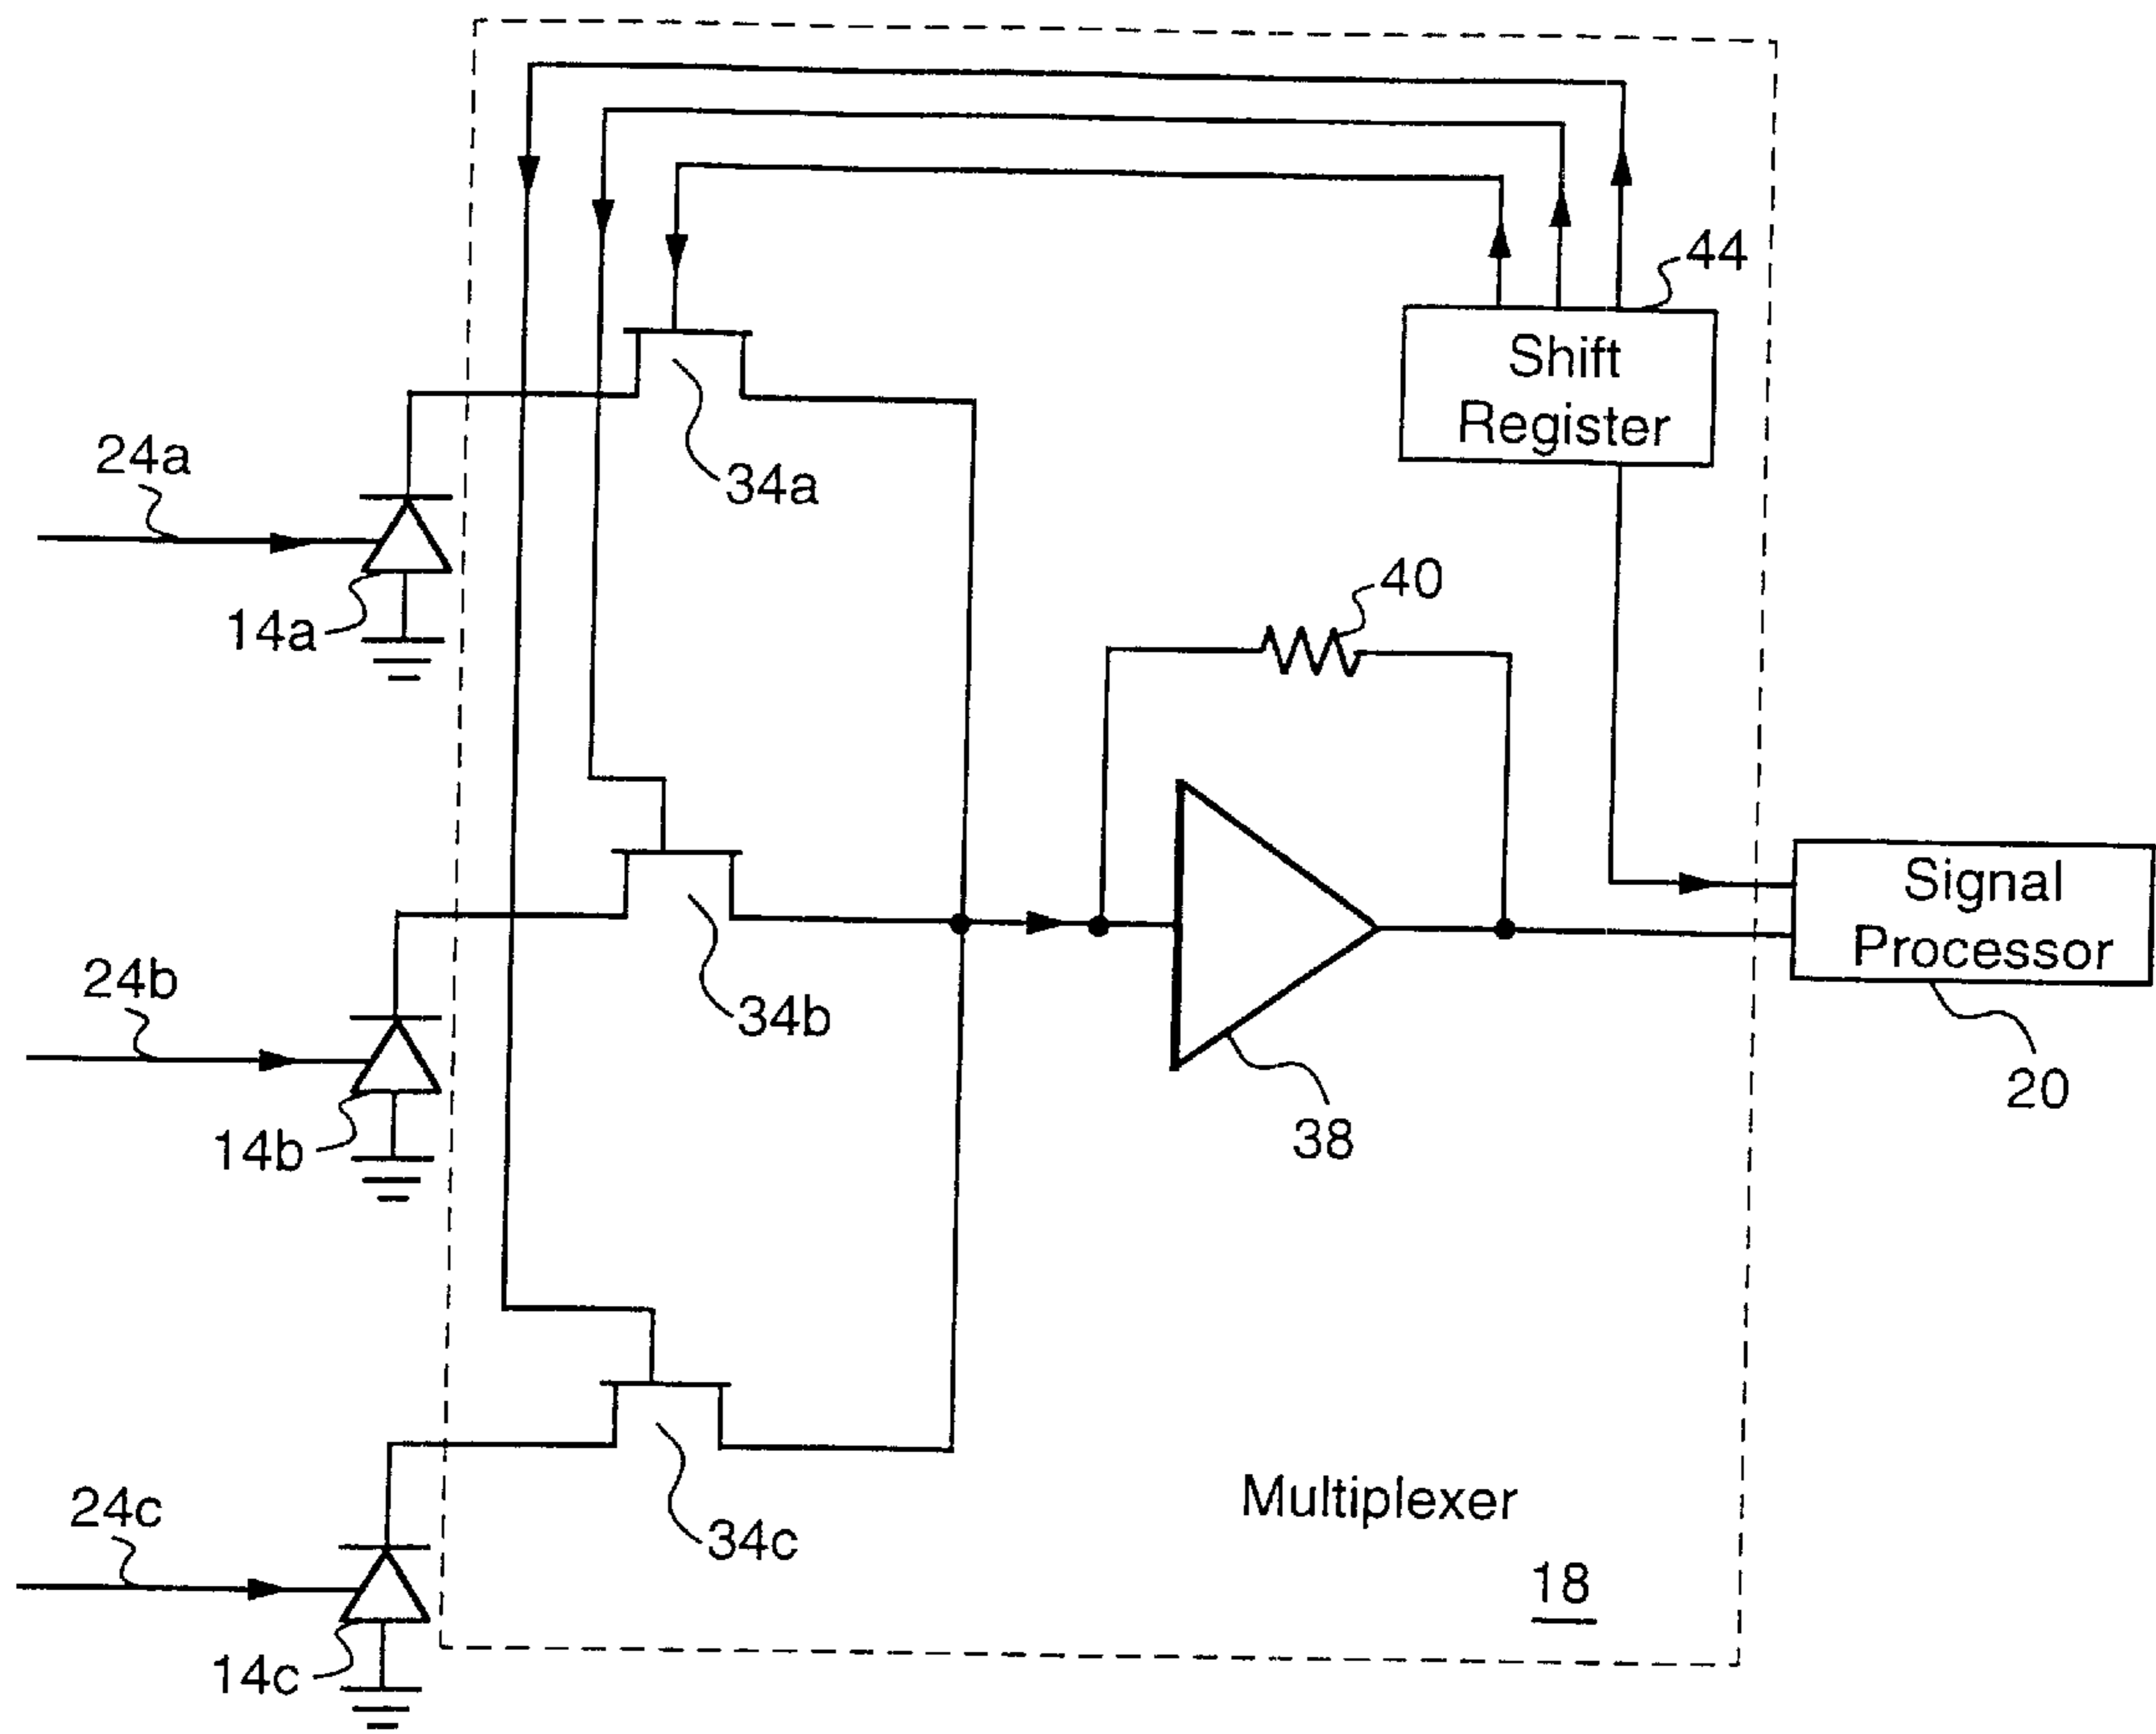 44
Shift
Register
24a
34a
14a
40
Signal
Processor
24b
34b
20
14b
38
24c
34c
Multiplexer
18
14c